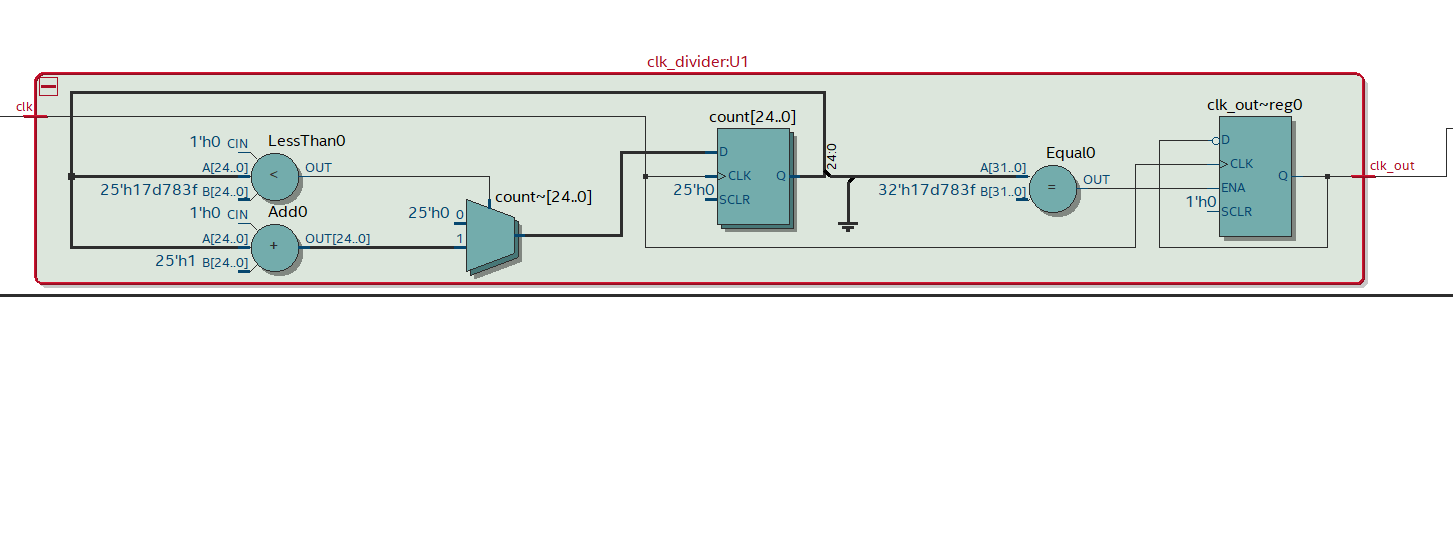 clk_divider:U1
clk
LessThan0
1'h0 CIN
A[24..0]
25'h17d783f B[24..0]
<
OUT
Add0
1'h0 CIN
A[24..0]
25'h1 B[24..0]
+
OUT[24..0]
count~[24..0]
25'h0 0
1
count[24..0]
D
CLK
25'h0 SCLR
Q
24:0
Equal0
A[31..0]
32'h17d783f B[31..0]
=
OUT
clk_out~reg0
D
CLK
ENA
1'h0 SCLR
Q
clk_out